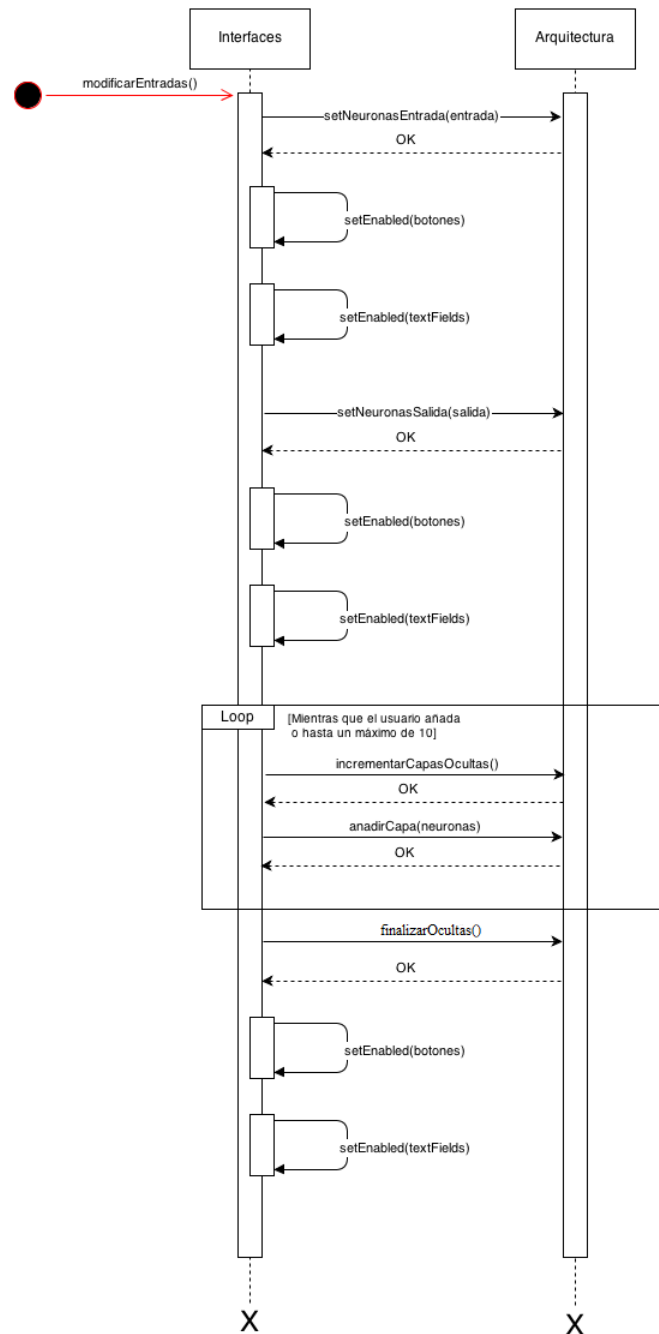 Interfaces
Arquitectura
modificarEntradas()
setNeuronasEntrada(entrada)
OK
setEnabled(botones)
setEnabled(textFields)
setNeuronasSalida(salida)
OK
setEnabled(botones)
setEnabled(textFields)
Loop
[Mientras que el usuario añada
o hasta un máximo de 10]
incrementarCapasOcultas()
OK
anadirCapa(neuronas)
OK
finalizarOcultas()
OK
setEnabled(botones)
setEnabled(textFields)
X
X